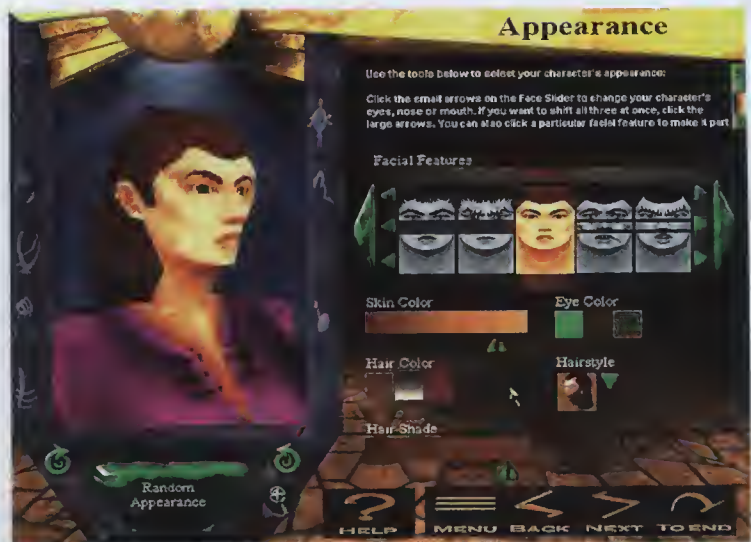 Appearance
Use the tools below to select your character's appearance:
Click the small arrows on the Face Slider to change your character's
eyes, nose or mouth. If you want to shift all three at once, click the
large arrows. You can also click a particular facial feature to make it part
Facial Features
Skin Color
Eye Color
Hair Color
Hairstyle
Hair Shade
Random
Appearance
HELP
MENU
BACK
NEXT
TO END